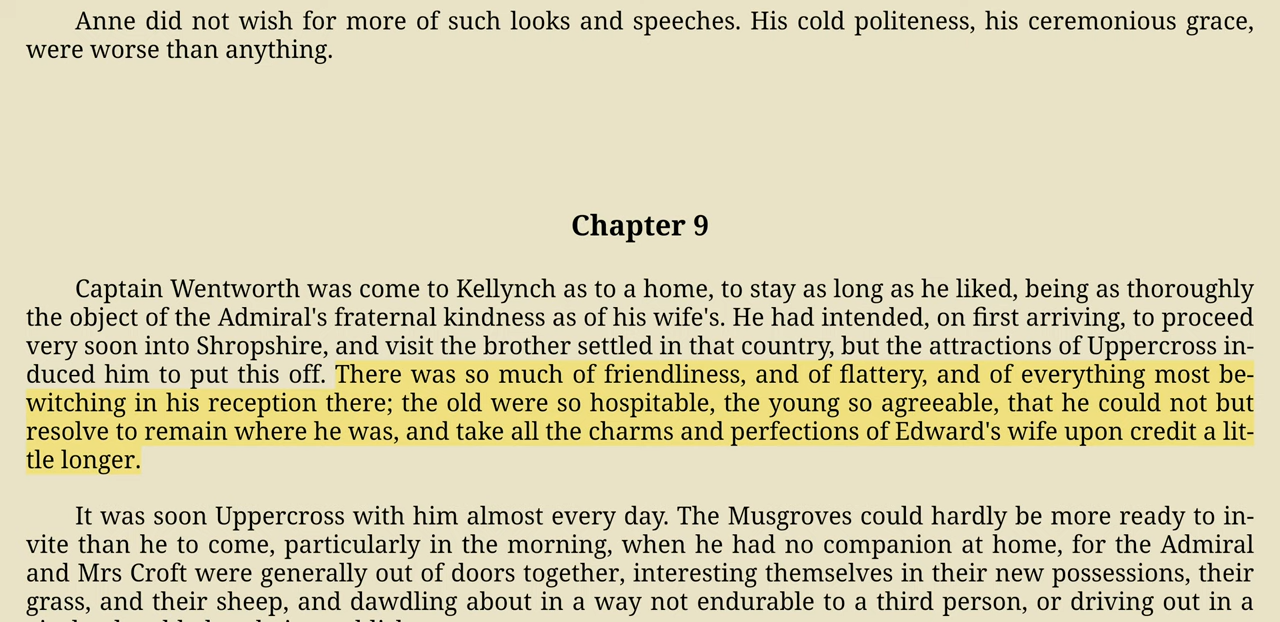 Anne did not wish for more of such looks and speeches. His cold politeness, his ceremonious grace,
were worse than anything.
Chapter 9
Captain Wentworth was come to Kellynch as to a home, to stay as long as he liked, being as thoroughly
the object of the Admiral's fraternal kindness as of his wife's. He had intended, on first arriving, to proceed
very soon into Shropshire, and visit the brother settled in that country, but the attractions of Uppercross in-
duced him to put this off. There was so much of friendliness, and of flattery, and of everything most be-
witching in his reception there; the old were so hospitable, the young so agreeable, that he could not but
resolve to remain where he was, and take all the charms and perfections of Edward's wife upon credit a lit-
tle longer.
It was soon Uppercross with him almost every day. The Musgroves could hardly be more ready to in-
vite than he to come, particularly in the morning, when he had no companion at home, for the Admiral
and Mrs Croft were generally out of doors together, interesting themselves in their new possessions, their
grass, and their sheep, and dawdling about in a way not endurable to a third person, or driving out in a